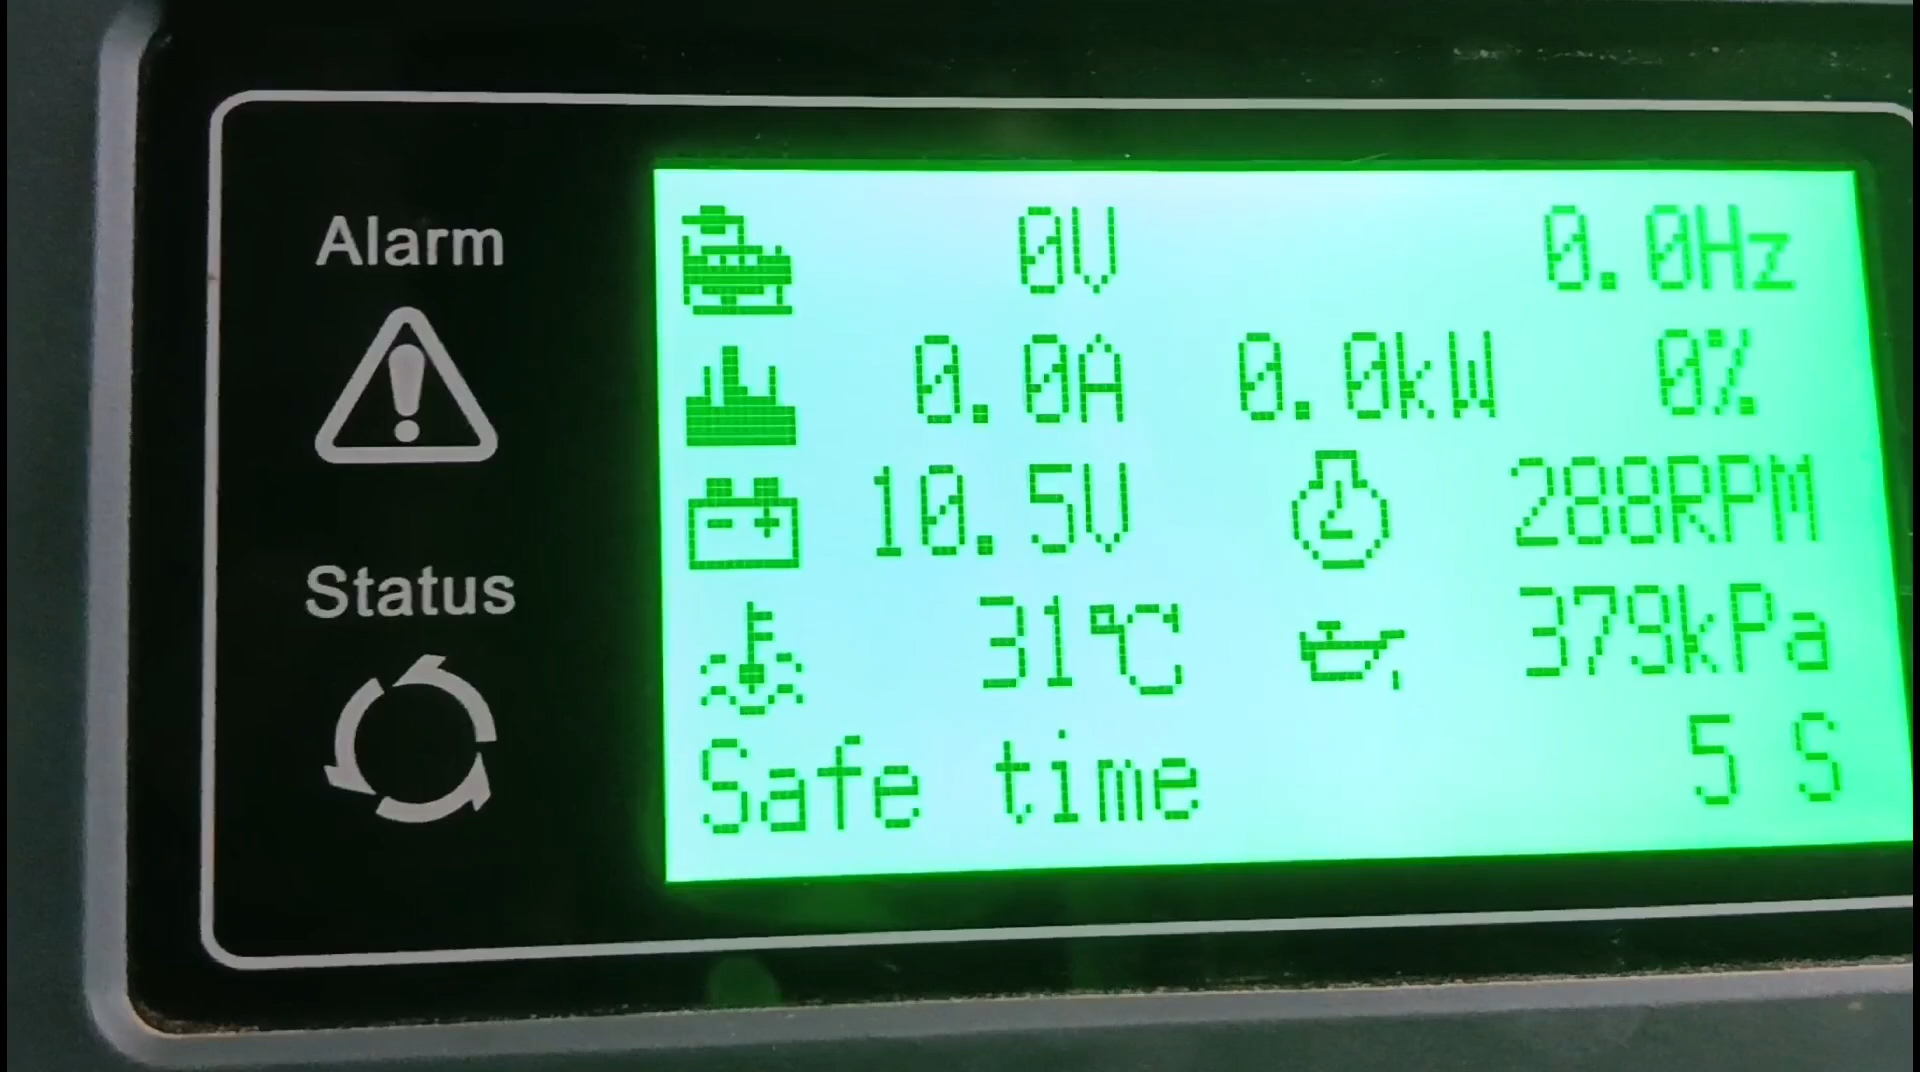 Alarm
Status
0V 0.0Hz
0.0A 0.0kW 0%
10.5V 288RPM
31℃ 379kPa
Safe time 5 S